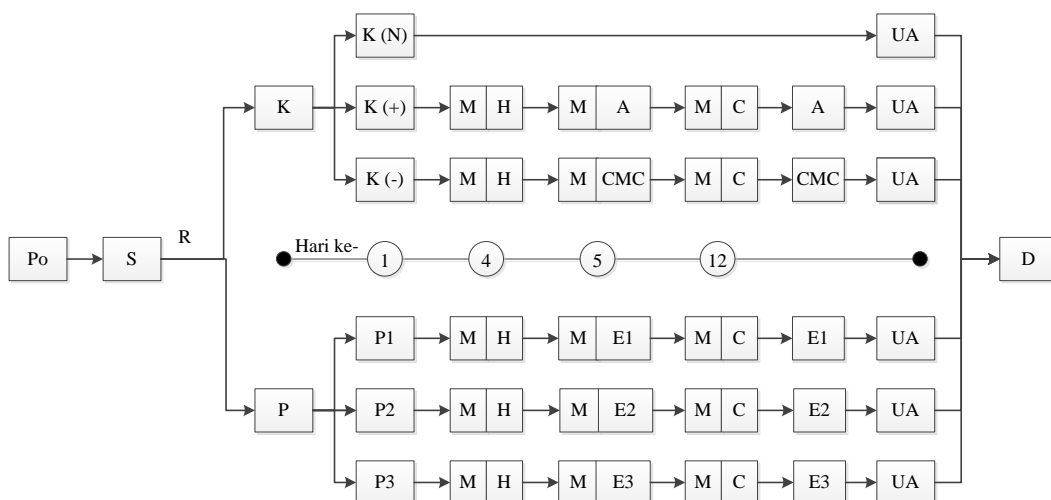 K (N) UA
K K (+) M H M A M C A UA
K (-) M H M CMC M C CMC UA
R
Hari ke-
Po S 1 4 5 12 D
P1 M H M E1 M C E1 UA
P P2 M H M E2 M C E2 UA
P3 M H M E3 M C E3 UA